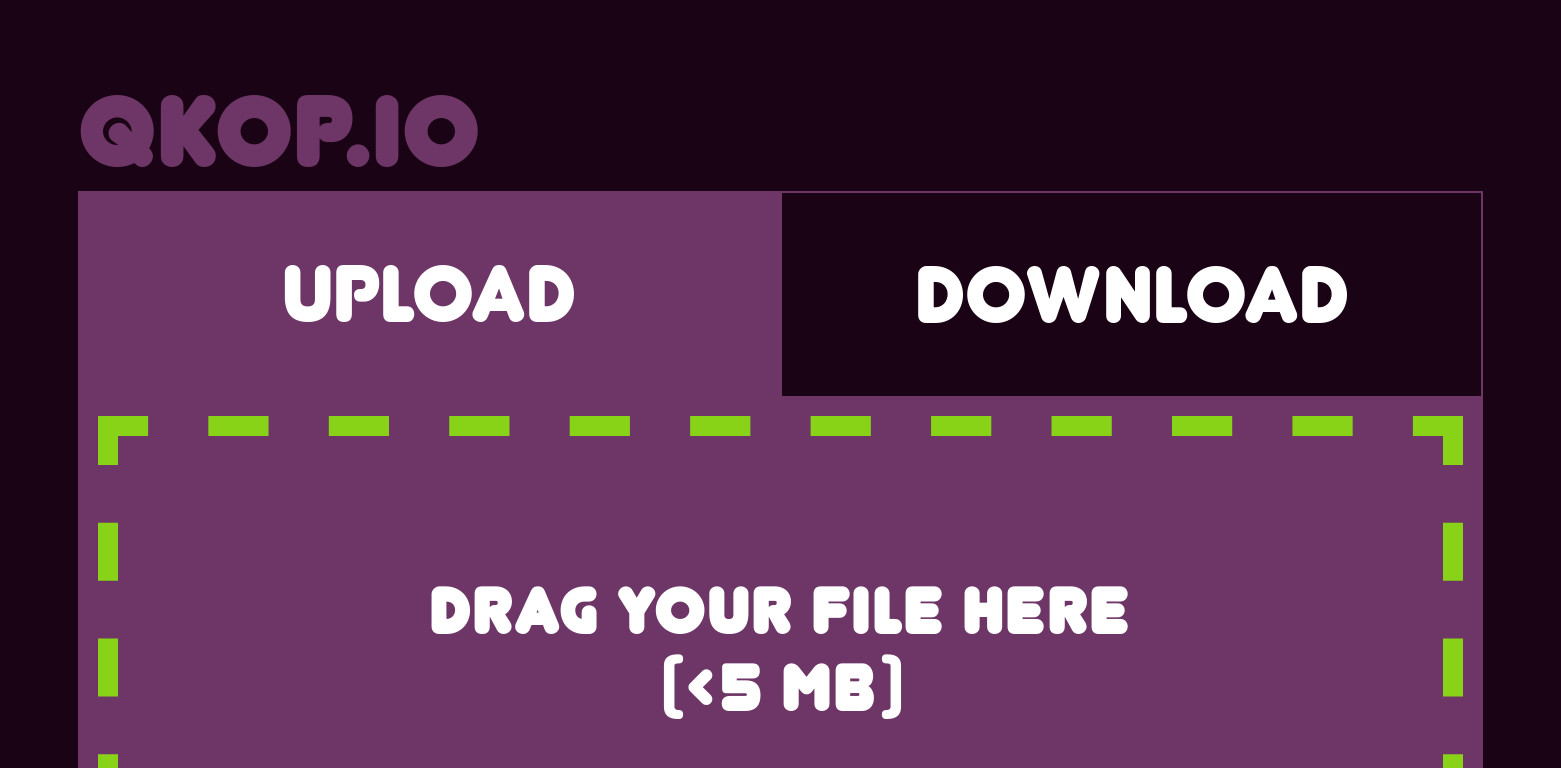 QKOP.IO
UPLOAD
DOWNLOAD
DRAG YOUR FILE HERE
[<5 MB]